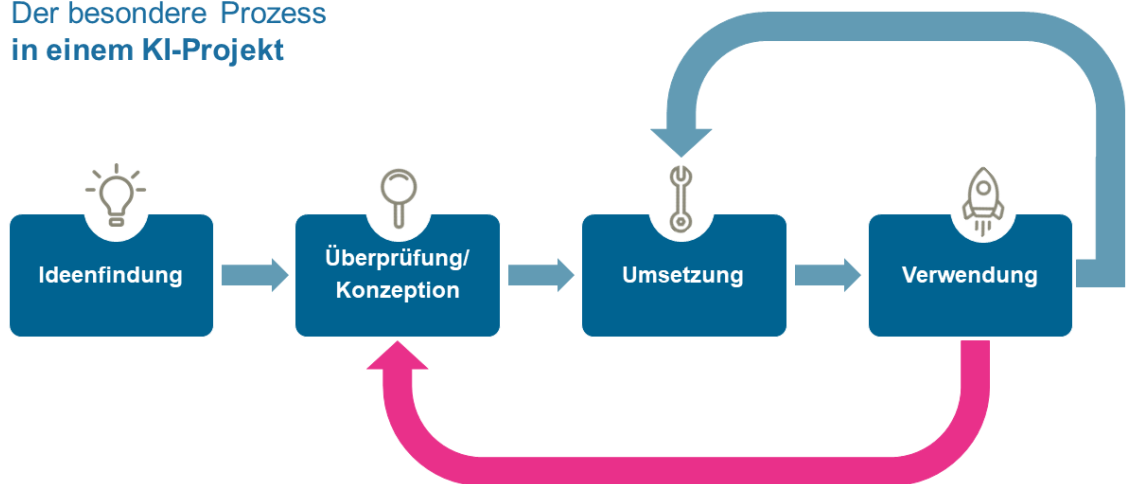 Der besondere Prozess
in einem KI-Projekt
Ideenfindung
Überprüfung/
Konzeption
Umsetzung
Verwendung